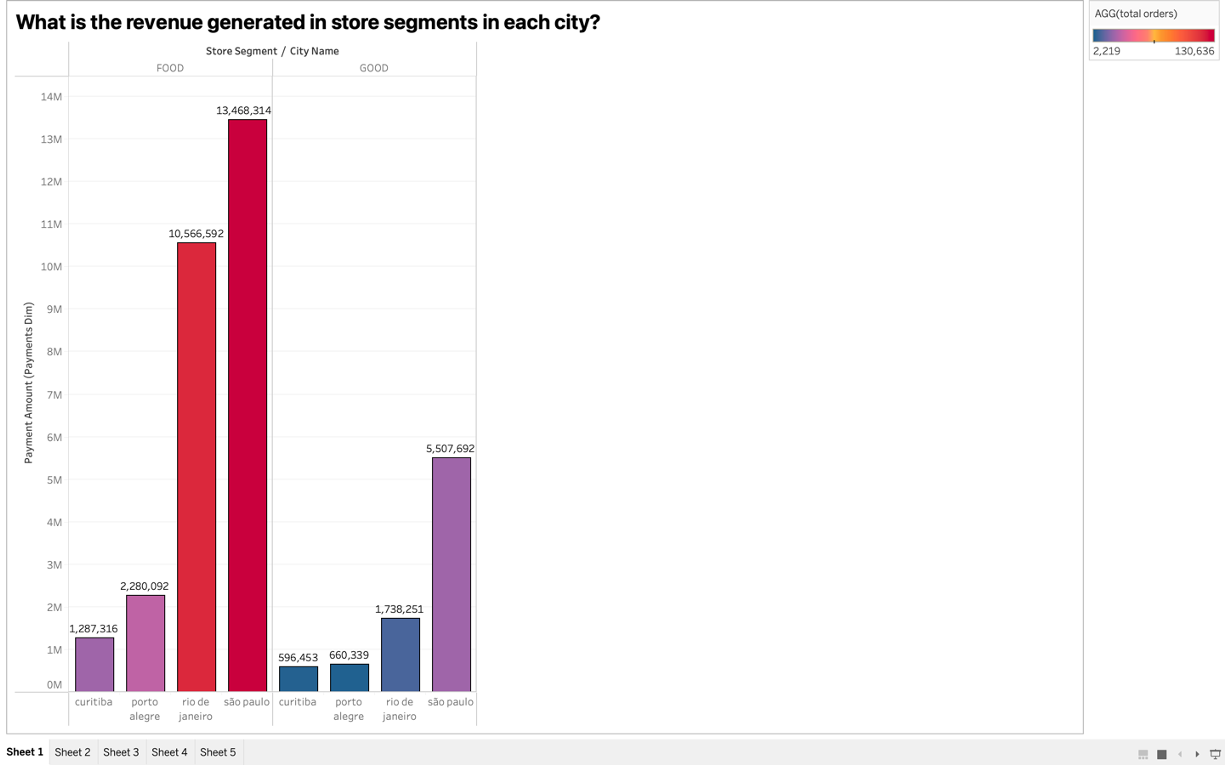 What is the revenue generated in store segments in each city?
AGG(total orders)
2,219 130,636
Store Segment / City Name
FOOD GOOD
Payment Amount (Payments Dim)
14M
13M
12M
11M
10M
9M
8M
7M
6M
5M
4M
3M
2M
1M
0M
1,287,316
2,280,092
10,566,592
13,468,314
596,453
660,339
1,738,251
5,507,692
curitiba
porto
alegre
rio de
janeiro
são paulo
curitiba
porto
alegre
rio de
janeiro
são paulo
Sheet 1 Sheet 2 Sheet 3 Sheet 4 Sheet 5